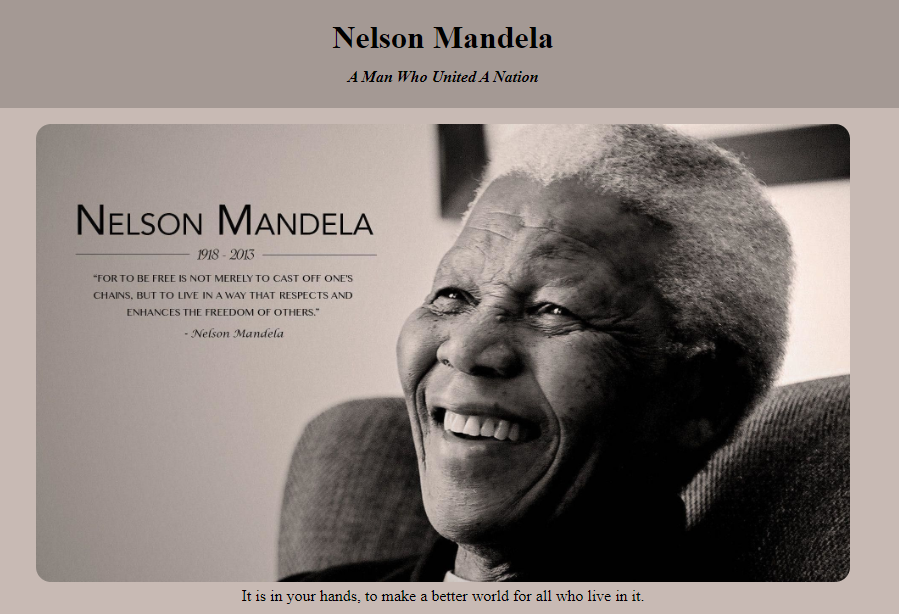 Nelson Mandela
A Man Who United A Nation
NELSON MANDELA
1918 - 2013
“FOR TO BE FREE IS NOT MERELY TO CAST OFF ONE'S
CHAINS, BUT TO LIVE IN A WAY THAT RESPECTS AND
ENHANCES THE FREEDOM OF OTHERS.”
- Nelson Mandela
It is in your hands, to make a better world for all who live in it.